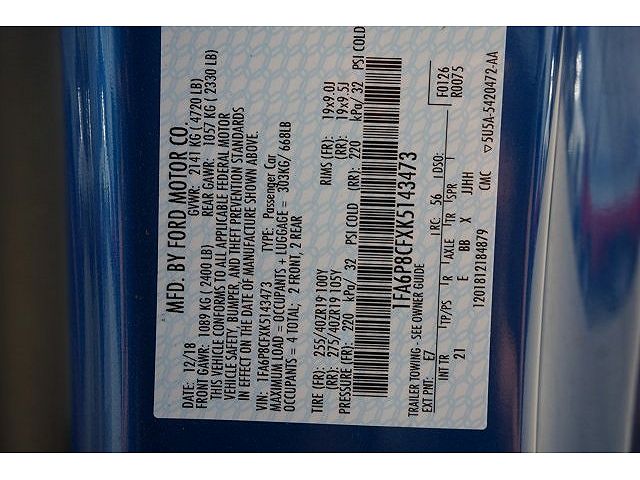 MFD. BY FORD MOTOR CO.
DATE: 12/18 GVWR: 2141 KG ( 4720 LB)
FRONT GAWR: 1089 KG ( 2400 LB) REAR GAWR: 1057 KG ( 2330 LB)
THIS VEHICLE CONFORMS TO ALL APPLICABLE FEDERAL MOTOR
VEHICLE SAFETY, BUMPER, AND THEFT PREVENTION STANDARDS
IN EFFECT ON THE DATE OF MANUFACTURE SHOWN ABOVE.
VIN: 1FA6P8CFXK5143473 TYPE: Passenger Car
MAXIMUM LOAD = OCCUPANTS + LUGGAGE = 303KG/ 668LB
OCCUPANTS = 4 TOTAL; 2 FRONT, 2 REAR
TIRE (FR): 255/40ZR19 100Y RIMS (FR): 19x9.0J
(RR): 275/40ZR19 105Y (RR): 19x9.5J
PRESSURE (FR): 220 kPa/ 32 PSI COLD (RR): 220 kPa/ 32 PSI COLD
1FA6P8CFXK5143473
TRAILER TOWING - SEE OWNER GUIDE
F0126
R0075
EXT PNT: E7 RC: 56 DSO:
INT TR TP/PS R AXLE TR SPR
21 E BB X JJHH
1201812184879 CMC ▽5U5A-5420472-AA